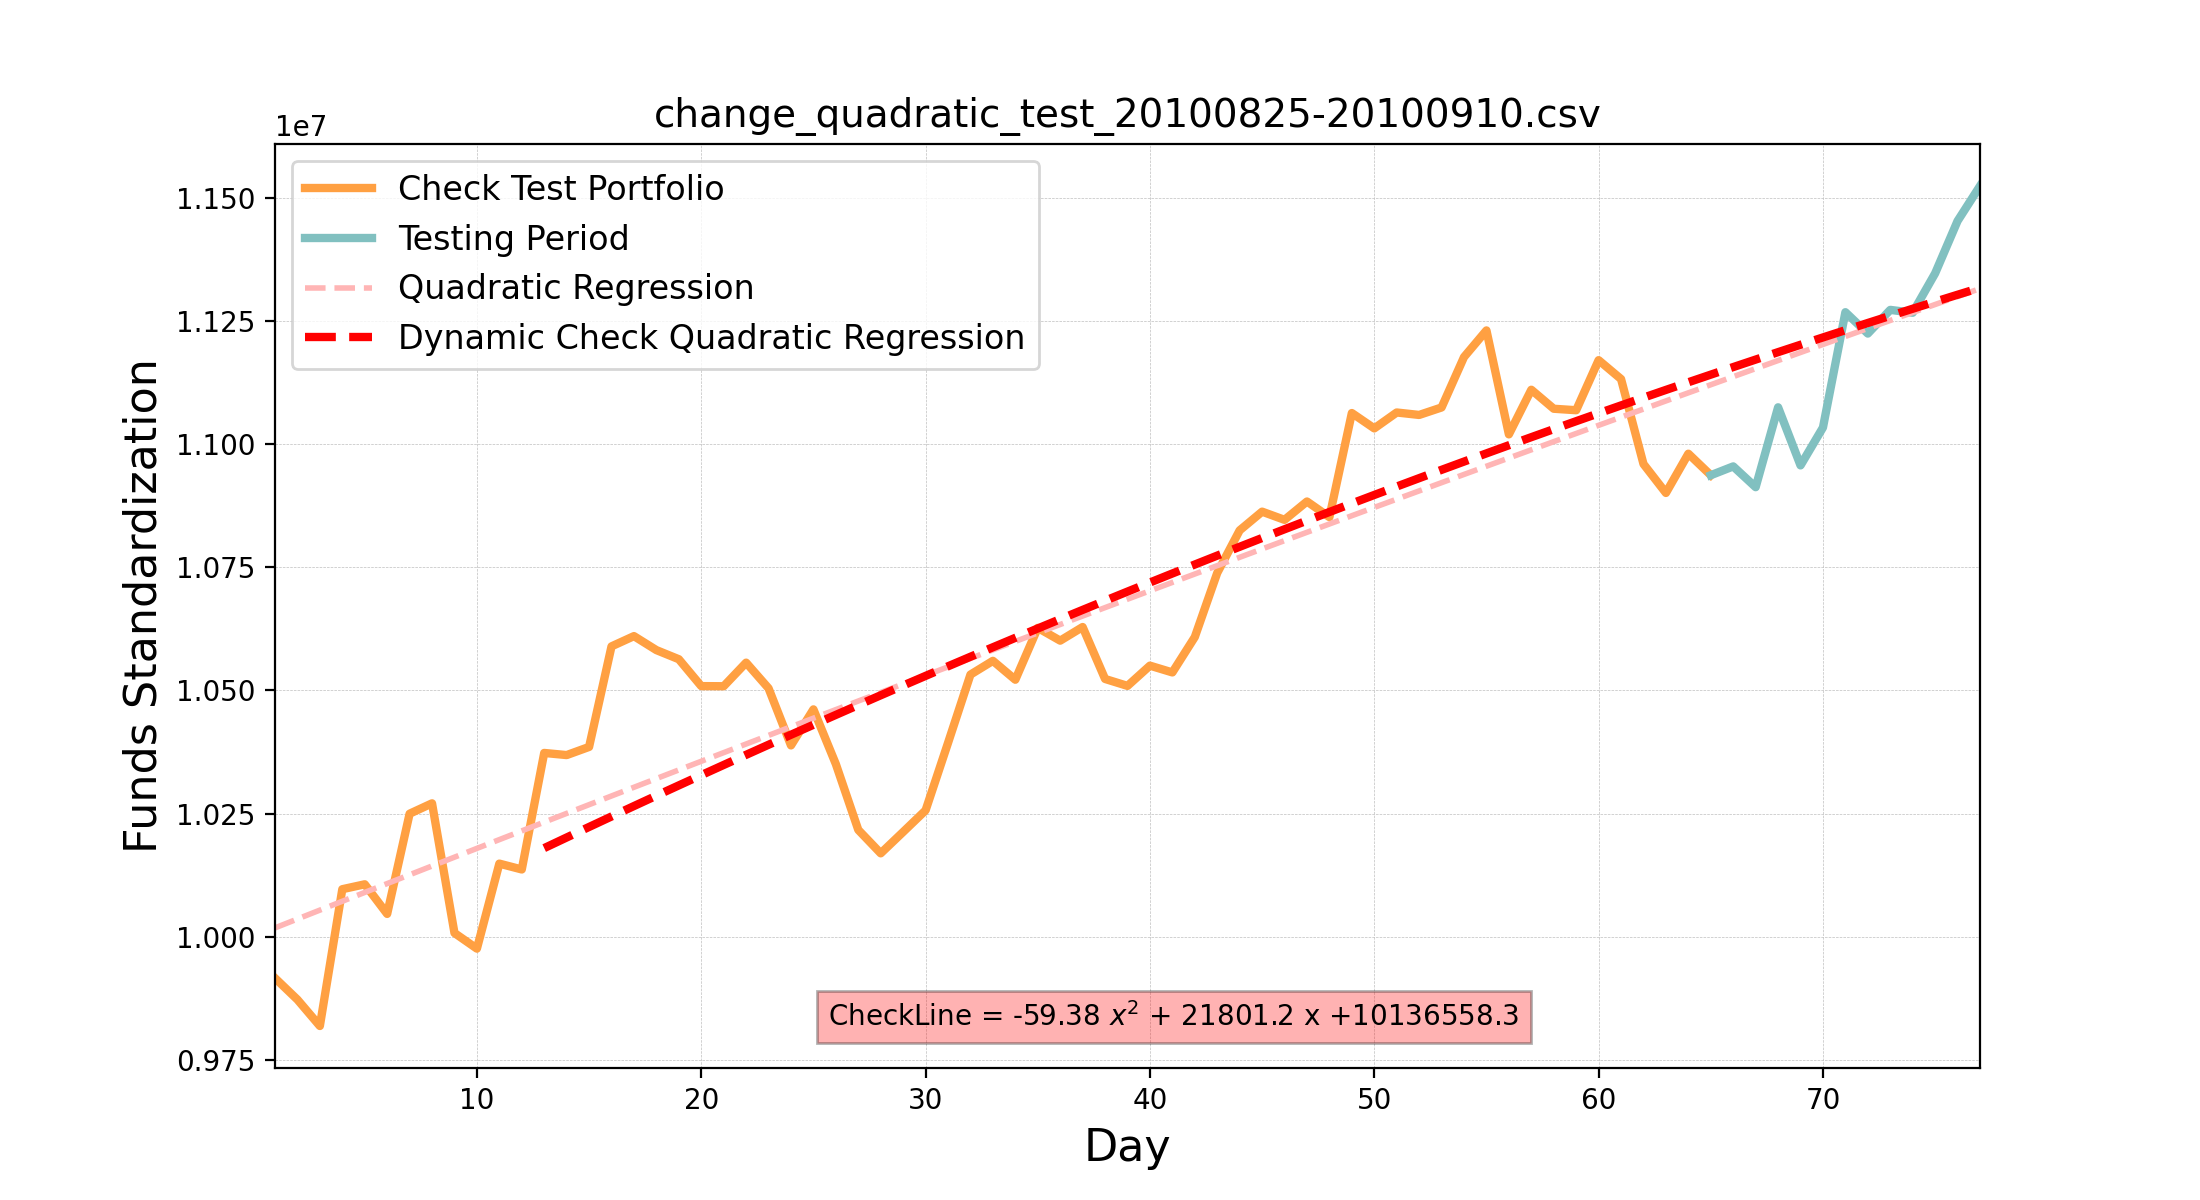 change_quadratic_test_20100825-20100910.csv
1e7
Check Test Portfolio
Testing Period
Quadratic Regression
Dynamic Check Quadratic Regression
Funds Standardization
1.150
1.125
1.100
1.075
1.050
1.025
1.000
0.975
CheckLine = -59.38 x² + 21801.2 x +10136558.3
10 20 30 40 50 60 70
Day